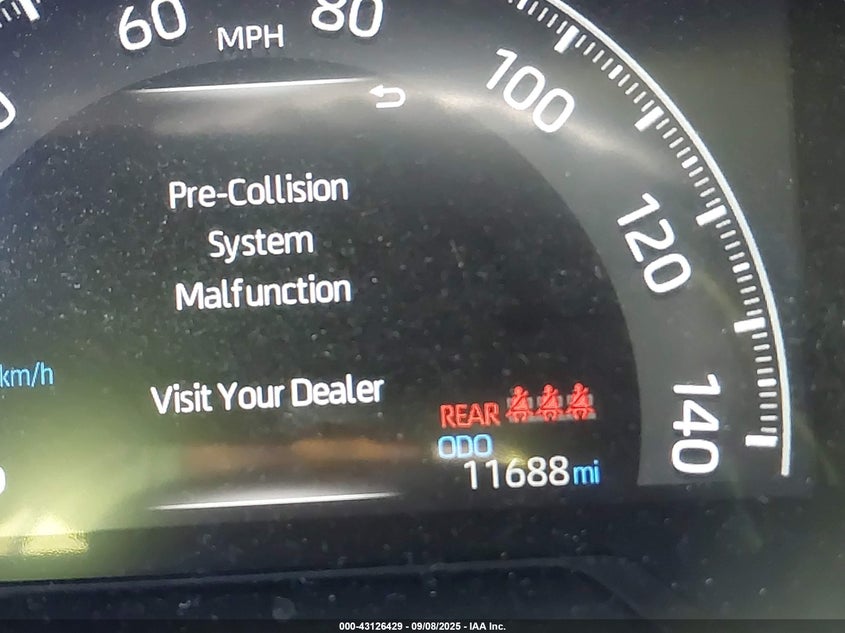 60 MPH 80
100
Pre-Collision
System
Malfunction
120
km/h
Visit Your Dealer
140
REAR
ODO
11688 mi
000-43126429 - 09/08/2025 - IAA Inc.